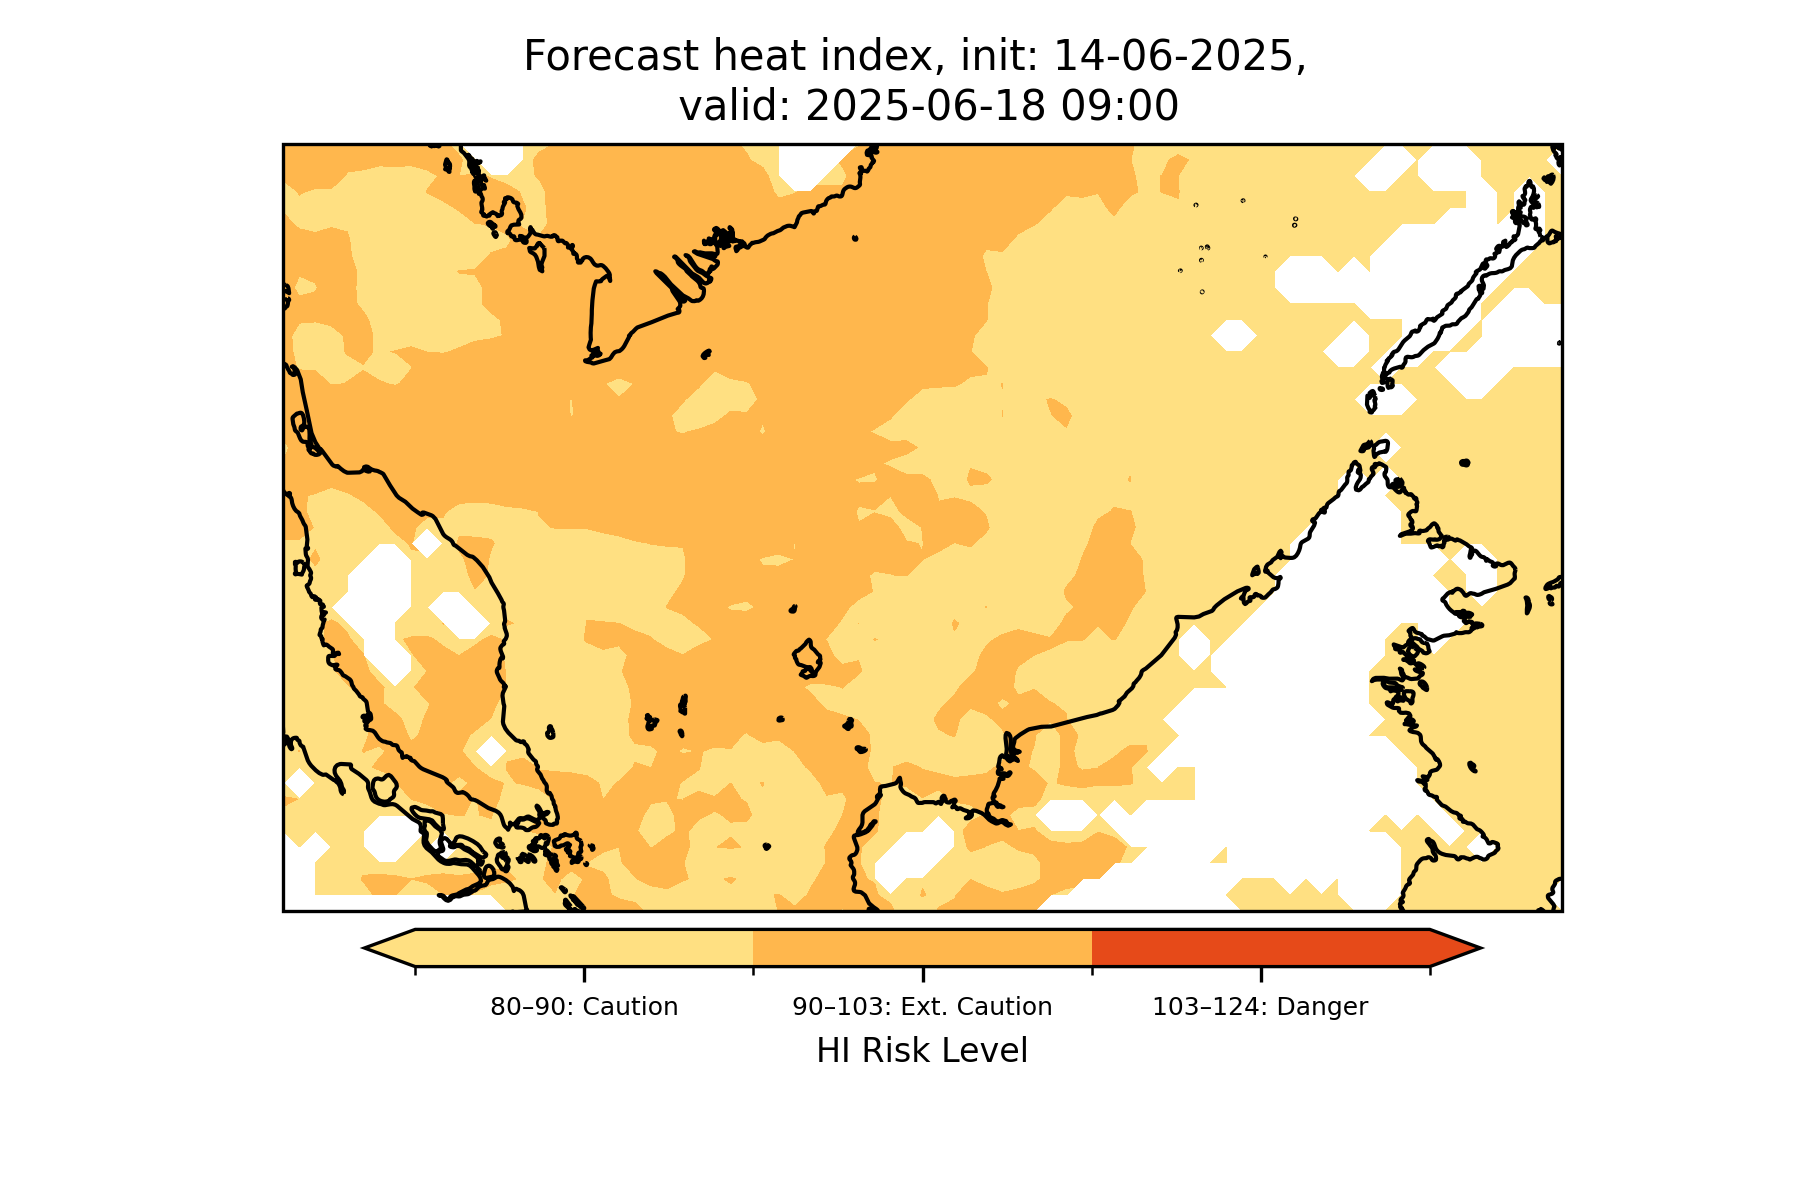 Forecast heat index, init: 14-06-2025,
valid: 2025-06-18 09:00
80–90: Caution
90–103: Ext. Caution
103–124: Danger
HI Risk Level